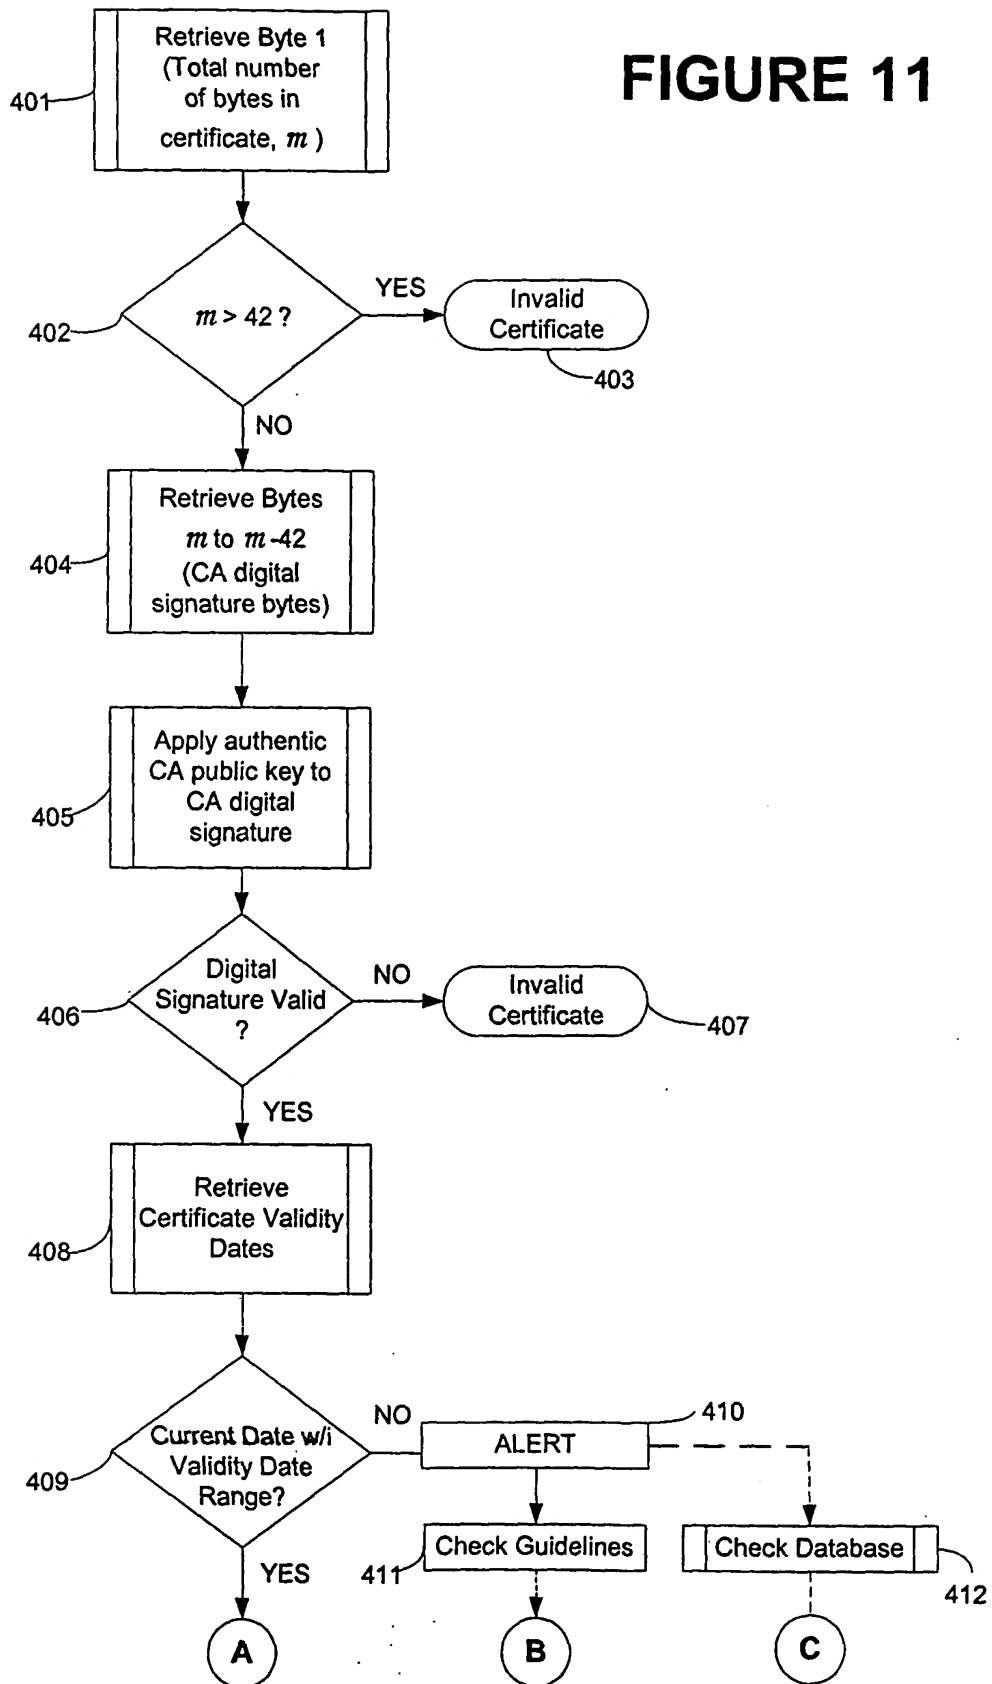 FIGURE 11
Retrieve Byte 1
(Total number
of bytes in
certificate, m )
401
m > 42 ?
402
YES
Invalid
Certificate
403
NO
Retrieve Bytes
m to m-42
(CA digital
signature bytes)
404
Apply authentic
CA public key to
CA digital
signature
405
Digital
Signature Valid
?
406
NO
Invalid
Certificate
407
YES
Retrieve
Certificate Validity
Dates
408
Current Date w/i
Validity Date
Range?
409
NO
ALERT
410
Check Guidelines
411
Check Database
412
YES
A
B
C